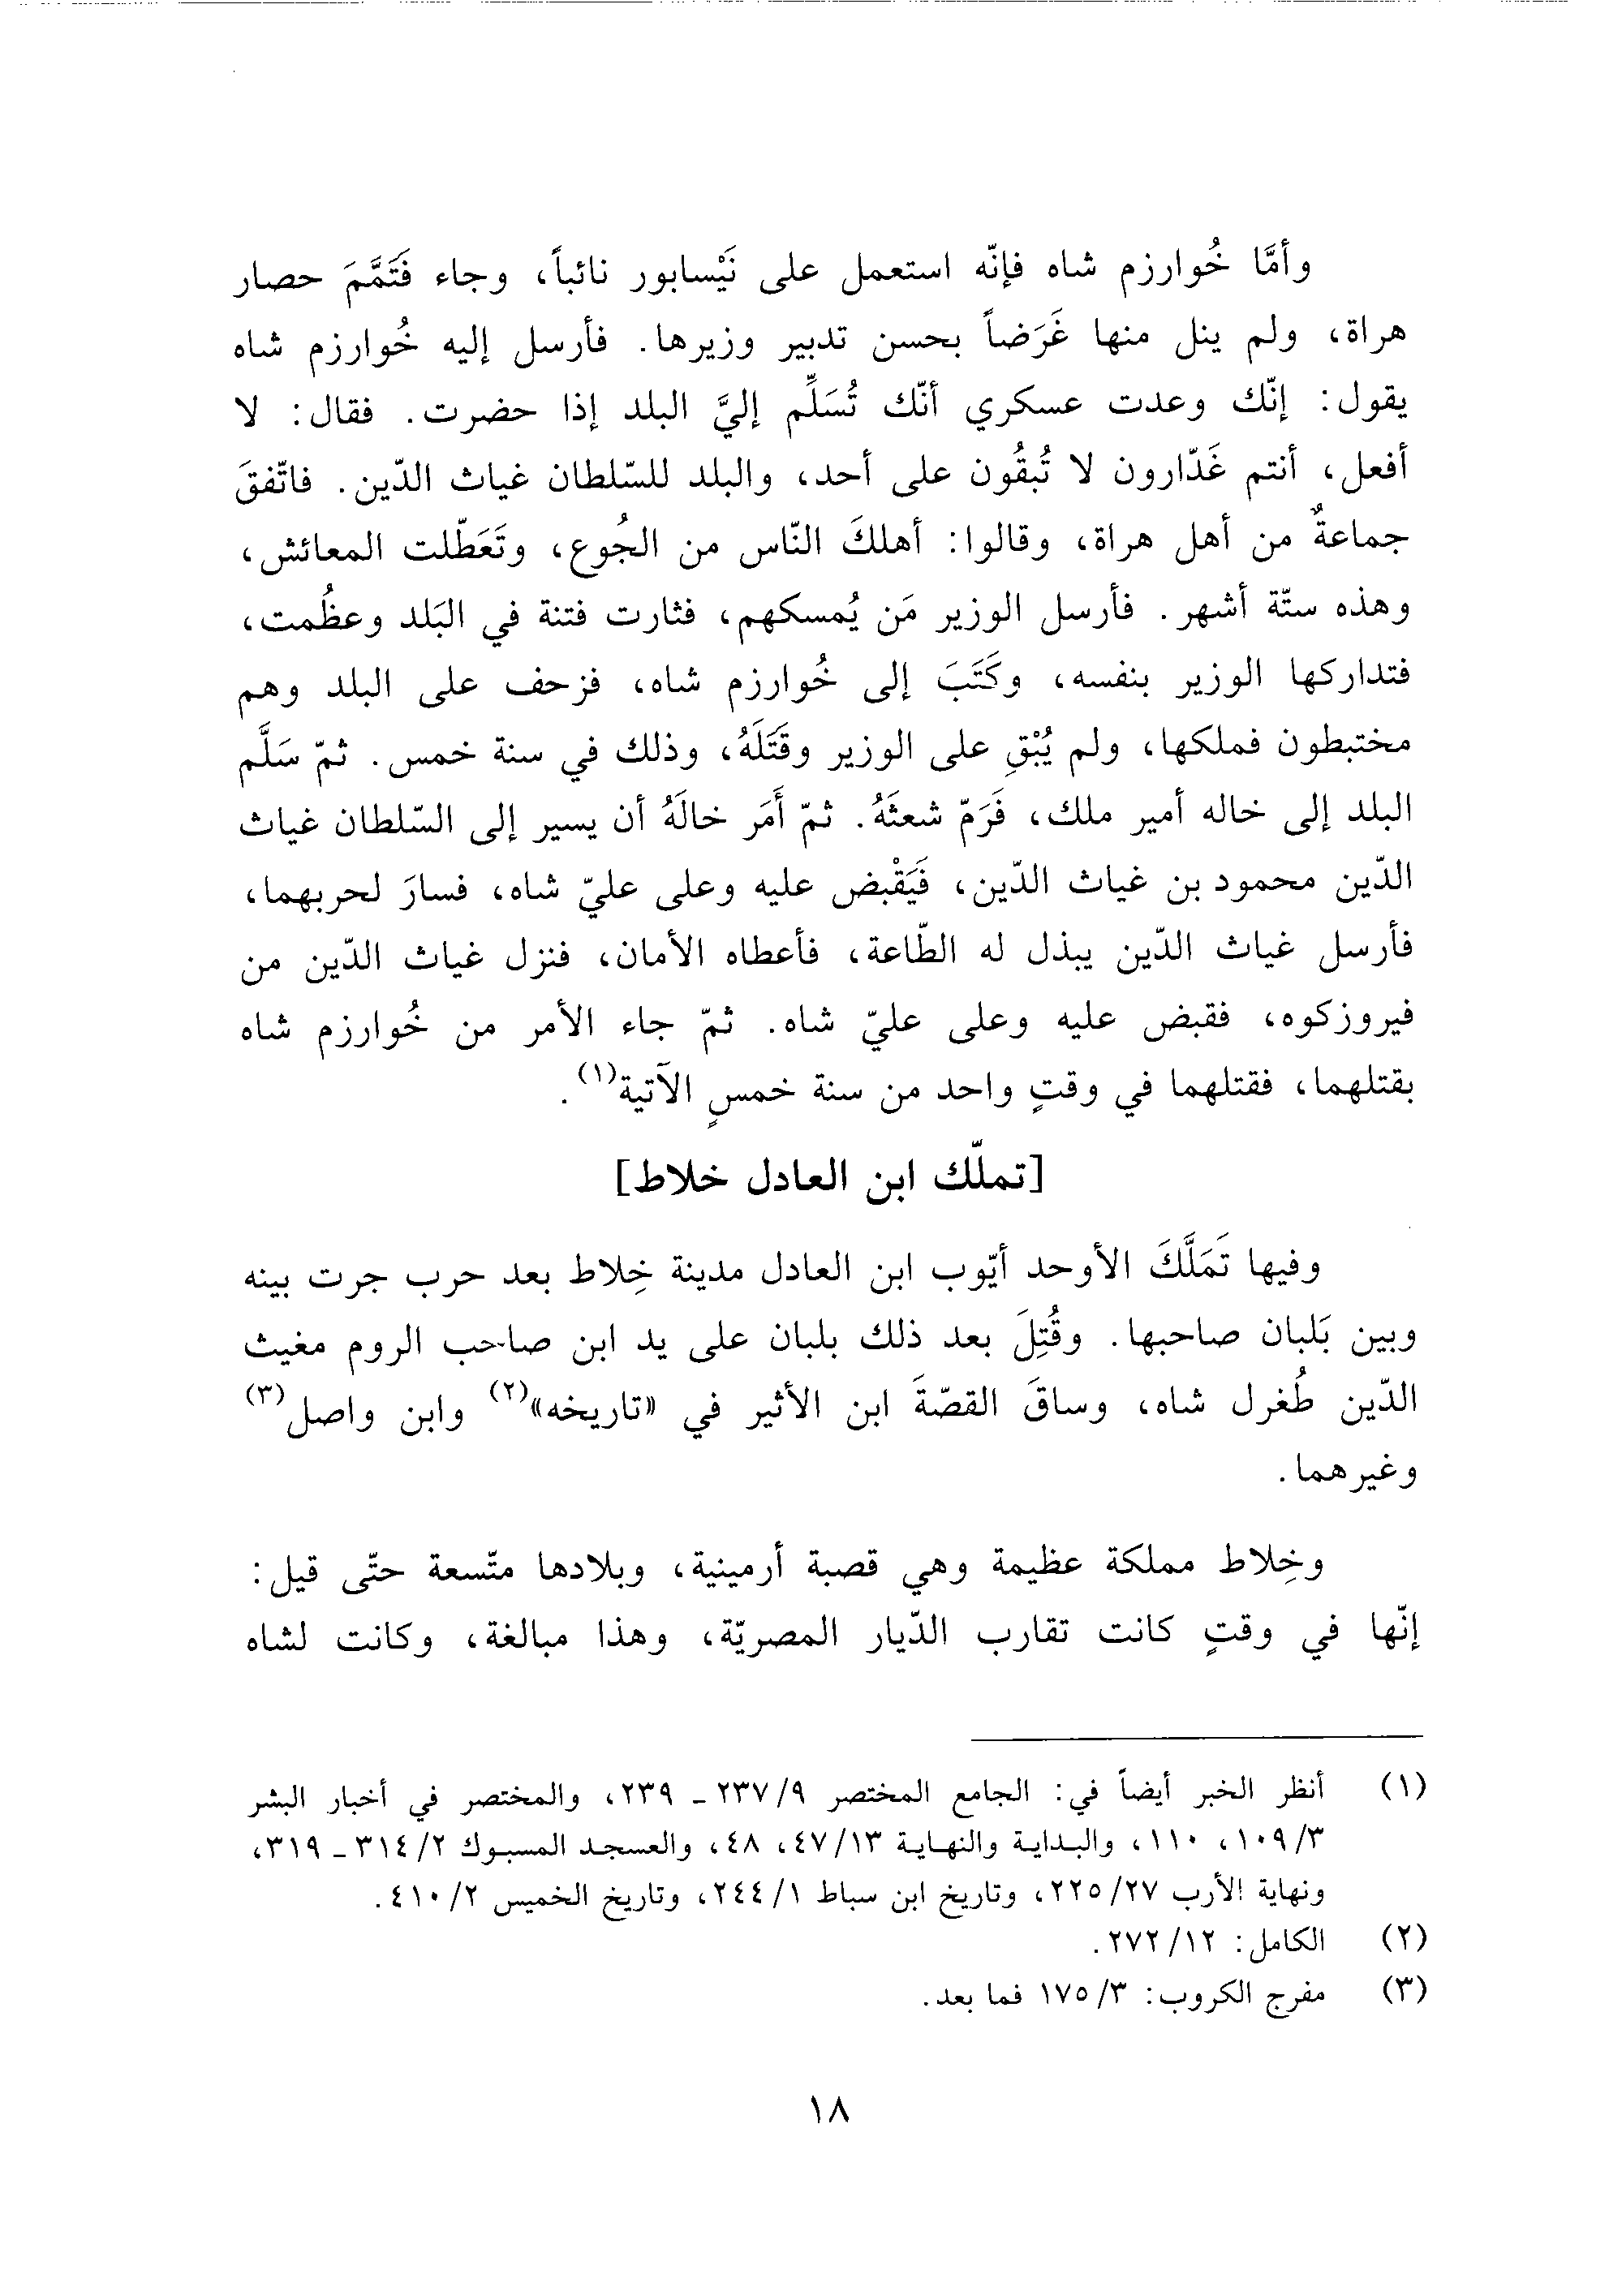 وأمَّا خُوارزم شاه فإنّه استعمل على نَيْسابور نائباً، وجاء فَتَمَّمَ حصار
هراة، ولم ينل منها غَرَضاً بحسن تدبير وزيرها. فأرسل إليه خُوارزم شاه
يقول: إنّك وعدت عسكري أنّك تُسَلِّم إليَّ البلد إذا حضرت. فقال: لا
أفعل، أنتم غَدّارون لا تُبقُون على أحد، والبلد للسّلطان غياث الدّين. فاتّفقَ
جماعةٌ من أهل هراة، وقالوا: أهلكَ النّاس من الجُوع، وتَعَطّلت المعائش،
وهذه ستّة أشهر. فأرسل الوزير مَن يُمسكهم، فثارت فتنة في البَلد وعظُمت،
فتداركها الوزير بنفسه، وكَتَبَ إلى خُوارزم شاه، فزحف على البلد وهم
مختبطون فملكها، ولم يُبْقِ على الوزير وقَتَلَهُ، وذلك في سنة خمس. ثمّ سَلَّم
البلد إلى خاله أمير ملك، فَرَمّ شعثَهُ. ثمّ أَمَر خالَهُ أن يسير إلى السّلطان غياث
الدّين محمود بن غياث الدّين، فَيَقْبض عليه وعلى عليّ شاه، فسارَ لحربهما،
فأرسل غياث الدّين يبذل له الطّاعة، فأعطاه الأمان، فنزل غياث الدّين من
فيروزكوه، فقبض عليه وعلى عليّ شاه. ثمّ جاء الأمر من خُوارزم شاه
بقتلهما، فقتلهما في وقتٍ واحد من سنة خمسٍ الآتية(١).
[تملّك ابن العادل خلاط]
وفيها تَمَلَّكَ الأوحد أيّوب ابن العادل مدينة خِلاط بعد حرب جرت بينه
وبين بَلبان صاحبها. وقُتِلَ بعد ذلك بلبان على يد ابن صاحب الروم مغيث
الدّين طُغرل شاه، وساقَ القصّةَ ابن الأثير في «تاريخه»(٢) وابن واصل(٣)
وغيرهما.
وخِلاط مملكة عظيمة وهي قصبة أرمينية، وبلادها متّسعة حتّى قيل:
إنّها في وقتٍ كانت تقارب الدّيار المصريّة، وهذا مبالغة، وكانت لشاه
(١) أنظر الخبر أيضاً في: الجامع المختصر ٩/ ٢٣٧ ـ ٢٣٩، والمختصر في أخبار البشر
٣/ ١٠٩، ١١٠، والبداية والنهاية ١٣/ ٤٧، ٤٨، والعسجد المسبوك ٢/ ٣١٤ ـ ٣١٩،
ونهاية الأرب ٢٧/ ٢٢٥، وتاريخ ابن سباط ١/ ٢٤٤، وتاريخ الخميس ٢/ ٤١٠.
(٢) الكامل: ١٢/ ٢٧٢.
(٣) مفرج الكروب: ٣/ ١٧٥ فما بعد.
١٨